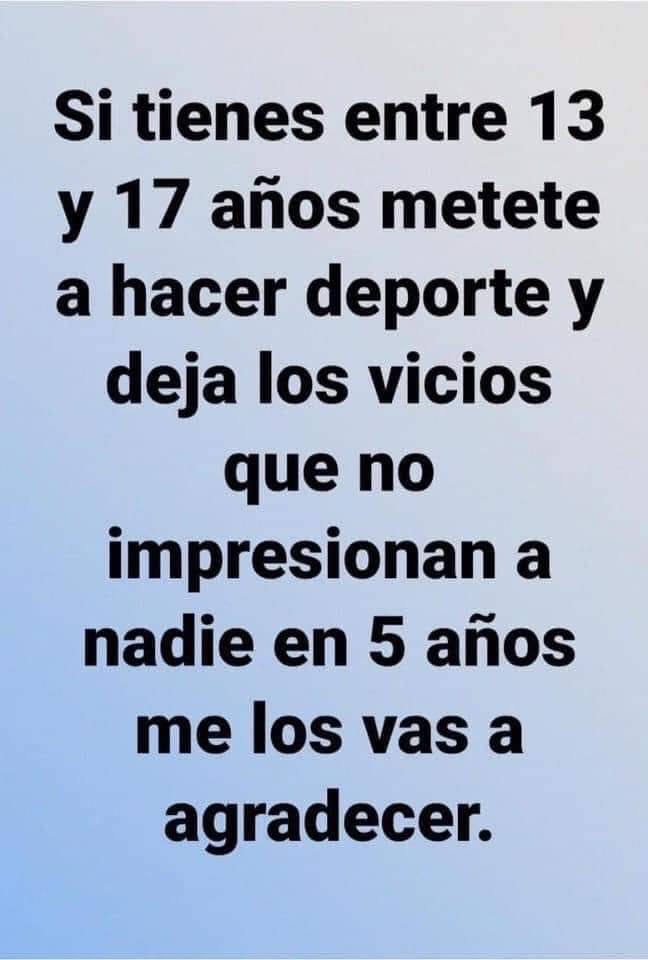 Si tienes entre 13
y 17 años metete
a hacer deporte y
deja los vicios
que no
impresionan a
nadie en 5 años
me los vas a
agradecer.